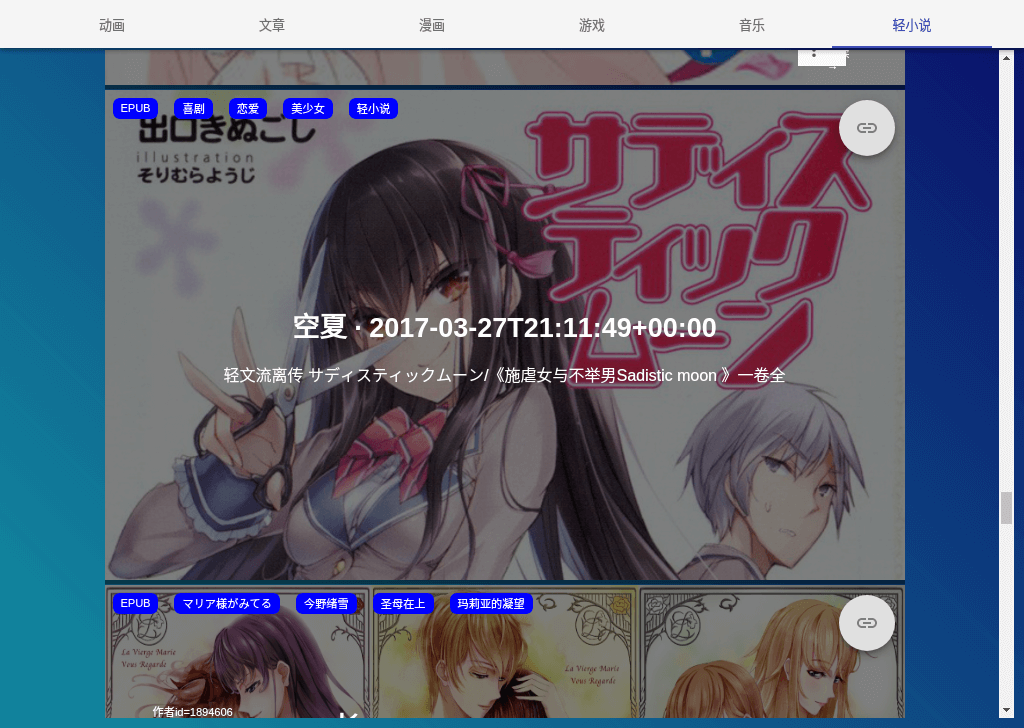 动画 文章 漫画 游戏 音乐 轻小说
EPUB 喜剧 恋爱 美少女 轻小说
出口きぬごし
illustration
そりむらようじ
サディスティックムーン
空夏 · 2017-03-27T21:11:49+00:00
轻文流离传 サディスティックムーン/《施虐女与不举男Sadistic moon 》一卷全
EPUB マリア様がみてる 今野绪雪 圣母在上 玛莉亚的凝望
La Vierge Marie
Vous Regarde
La Vierge Marie
Vous Regarde
作者id=1894606